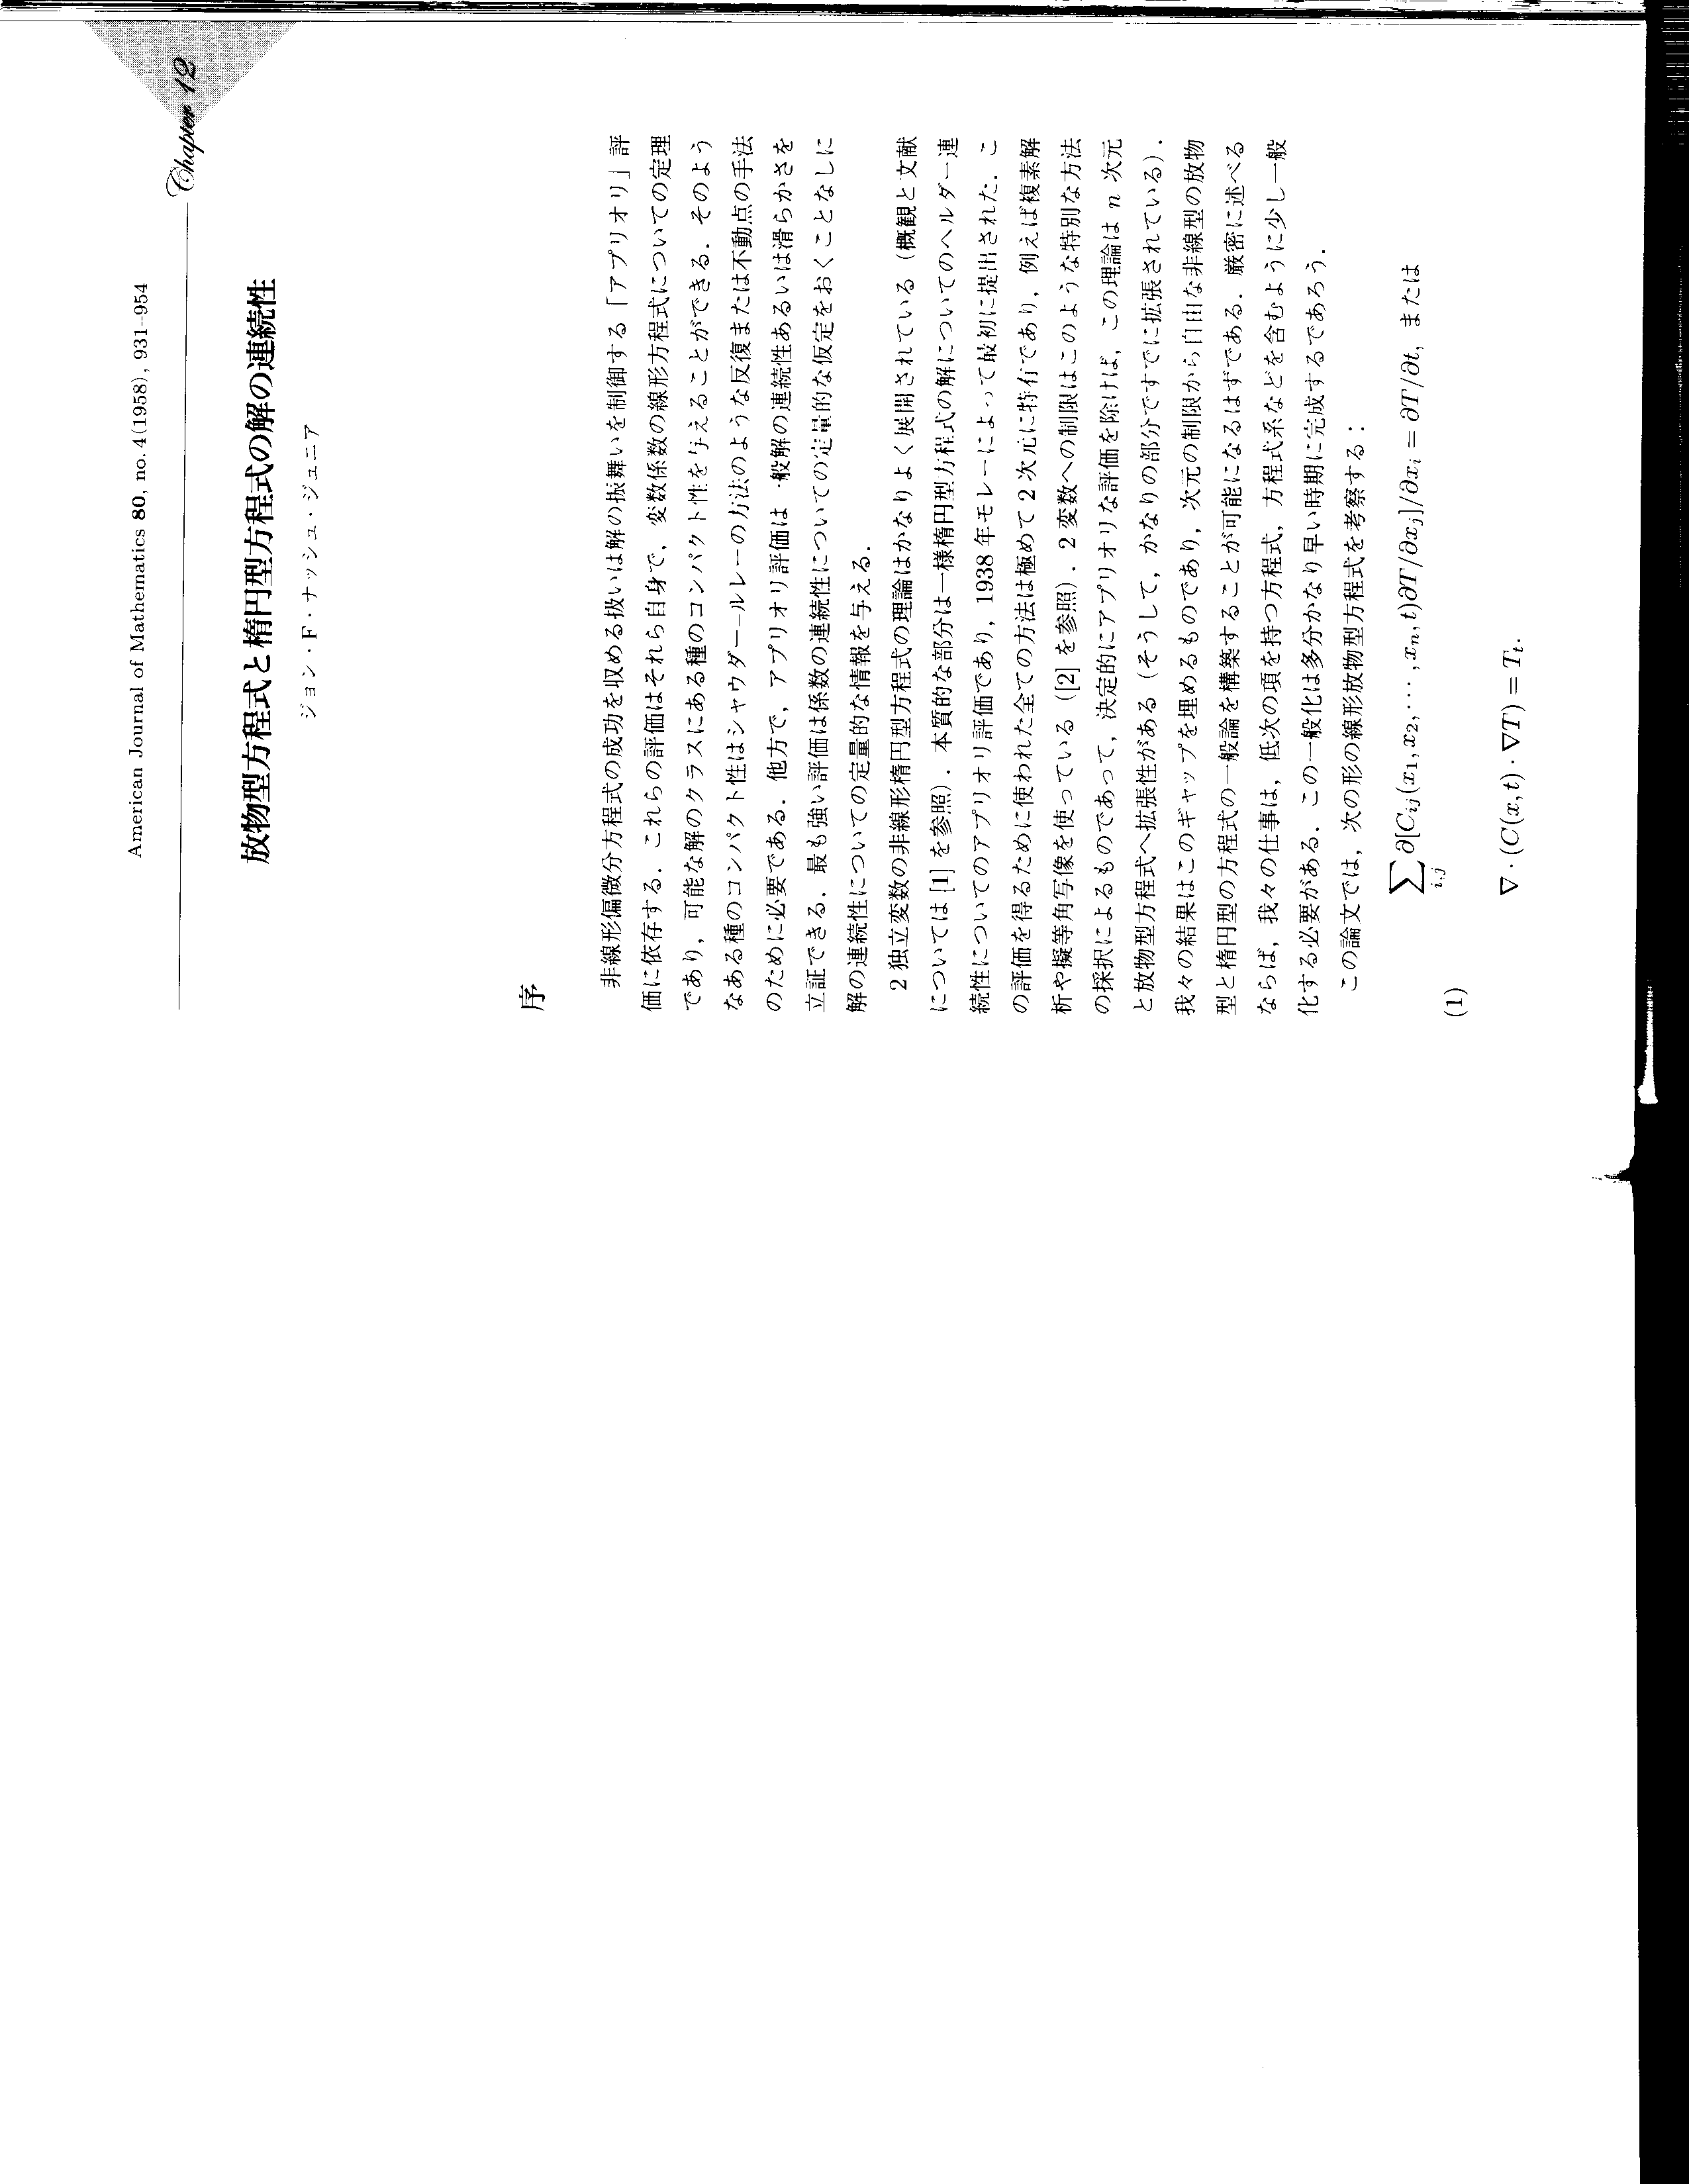 American Journal of Mathematics 80, no. 4(1958), 931–954
Chapter 12
放物型方程式と楕円型方程式の解の連続性
ジョン・F・ナッシュ・ジュニア
序
非線形偏微分方程式の成功を収める扱いは解の振舞いを制御する「アプリオリ」評
価に依存する．これらの評価はそれら自身で，変数係数の線形方程式についての定理
であり，可能な解のクラスにある種のコンパクト性を与えることができる．そのよう
なある種のコンパクト性はシャウダー–ルレーの方法のような反復または不動点の手法
のために必要である．他方で，アプリオリ評価は一般解の連続性あるいは滑らかさを
立証できる．最も強い評価は係数の連続性についての定量的な仮定をおくことなしに
解の連続性についての定量的な情報を与える．
2 独立変数の非線形楕円型方程式の理論はかなりよく展開されている（概観と文献
については [1] を参照）．本質的な部分は一様楕円型方程式の解についてのヘルダー連
続性についてのアプリオリ評価であり，1938 年モレーによって最初に提出された．こ
の評価を得るために使われた全ての方法は極めて 2 次元に特有であり，例えば複素解
析や擬等角写像を使っている（[2] を参照）．2 変数への制限はこのような特別な方法
の採択によるものであって，決定的にアプリオリな評価を除けば，この理論は n 次元
と放物型方程式へ拡張性がある（そうして，かなりの部分ですでに拡張されている）．
我々の結果はこのギャップを埋めるものであり，次元の制限から自由な非線型の放物
型と楕円型の方程式の一般論を構築することが可能になるはずである．厳密に述べる
ならば，我々の仕事は，低次の項を持つ方程式，方程式系などを含むように少し一般
化する必要がある．この一般化は多分かなり早い時期に完成するであろう．
この論文では，次の形の線形放物型方程式を考察する：
∑_{i,j} ∂[C_{ij}(x₁, x₂, ⋯, xₙ, t)∂T/∂xⱼ]/∂xᵢ = ∂T/∂t, または
(1)
∇ · (C(x, t) · ∇T) = T_t.